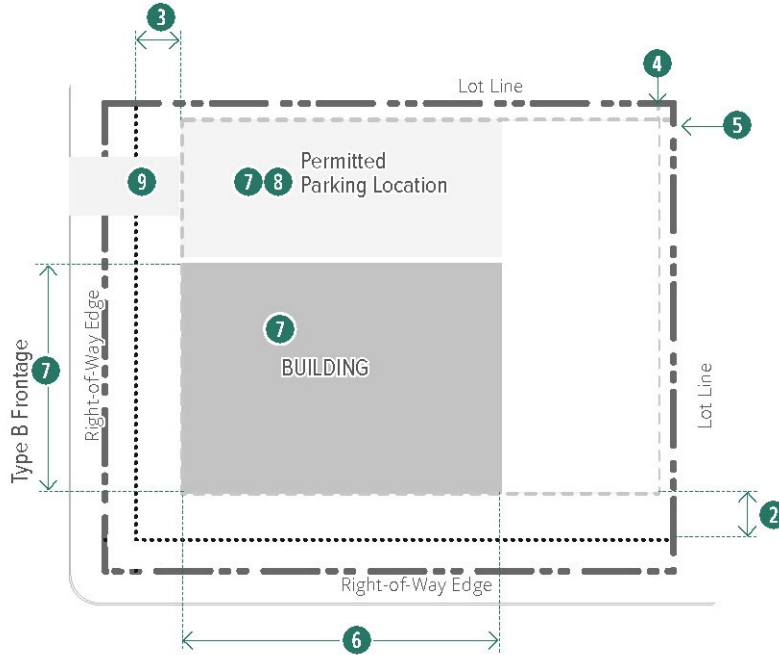 3
4
Lot Line
5
9
7 8 Permitted
Parking Location
7
7
BUILDING
Type B Frontage
Right-of-Way Edge
Lot Line
2
Right-of-Way Edge
6